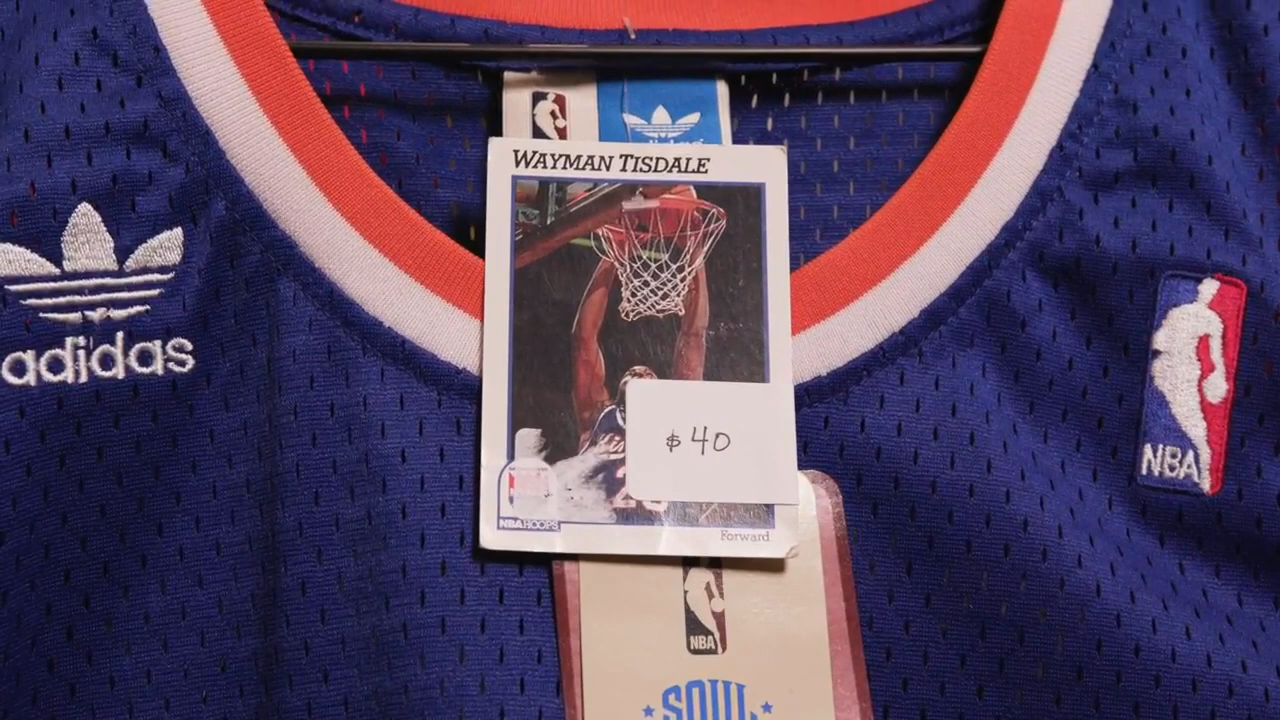 adidas
WAYMAN TISDALE
$40
NBA
NBA HOOPS
Forward
NBA
SOUL